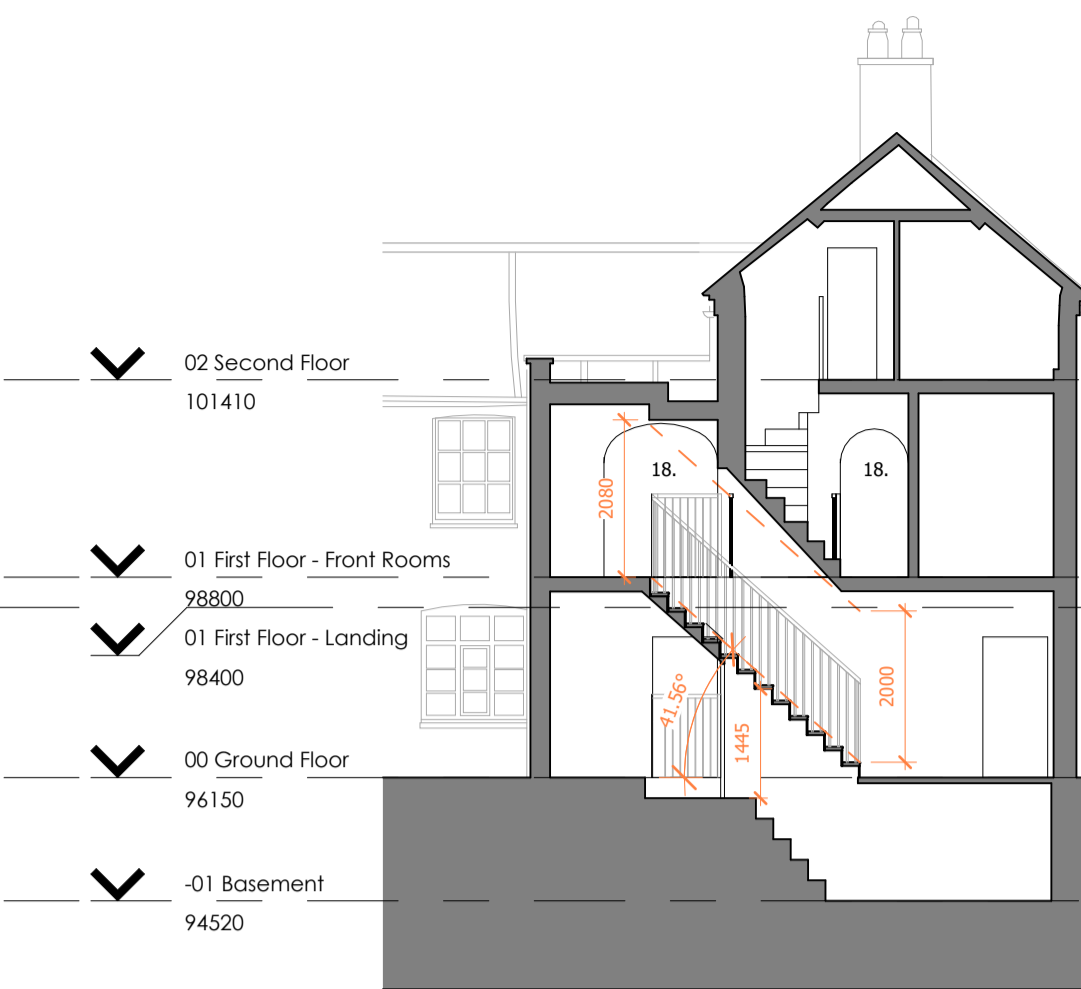 02 Second Floor
101410
18.
18.
2080
01 First Floor - Front Rooms
98800
01 First Floor - Landing
98400
41.56°
1445
2000
00 Ground Floor
96150
-01 Basement
94520